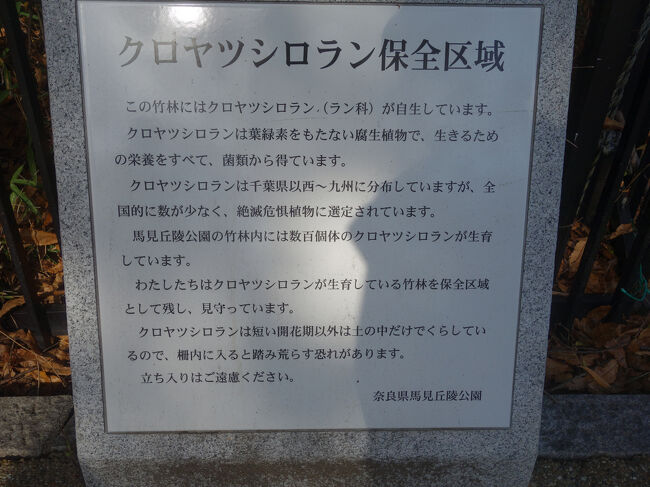 クロヤツシロラン保全区域
この竹林にはクロヤツシロラン（ラン科）が自生しています。
クロヤツシロランは葉緑素をもたない腐生植物で、生きるため
の栄養をすべて、菌類から得ています。
クロヤツシロランは千葉県以西～九州に分布していますが、全
国的に数が少なく、絶滅危惧植物に選定されています。
馬見丘陵公園の竹林内には数百個体のクロヤツシロランが生育
しています。
わたしたちはクロヤツシロランが生育している竹林を保全区域
として残し、見守っています。
クロヤツシロランは短い開花期以外は土の中だけでくらしてい
るので、柵内に入ると踏み荒らす恐れがあります。
立ち入りはご遠慮ください。
奈良県馬見丘陵公園